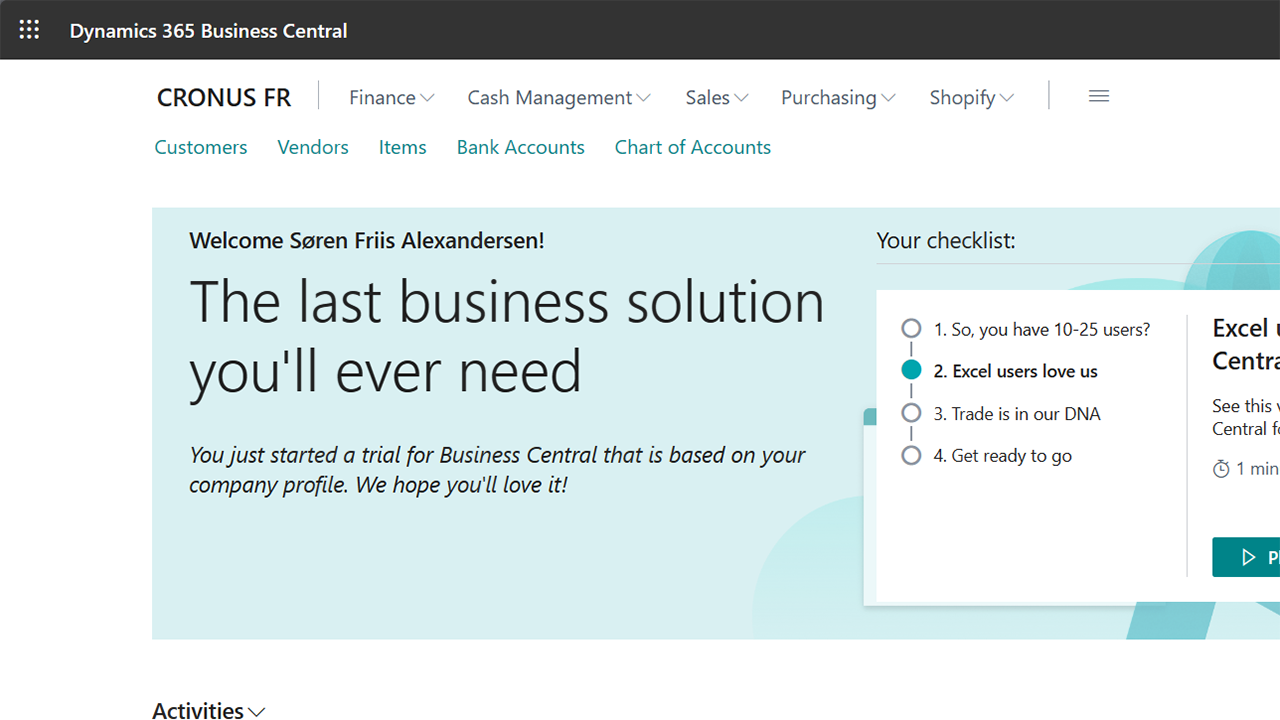 Dynamics 365 Business Central
CRONUS FR
Finance
Cash Management
Sales
Purchasing
Shopify
Customers
Vendors
Items
Bank Accounts
Chart of Accounts
Welcome Søren Friis Alexandersen!
The last business solution
you'll ever need
You just started a trial for Business Central that is based on your
company profile. We hope you'll love it!
Your checklist:
1. So, you have 10-25 users?
2. Excel users love us
3. Trade is in our DNA
4. Get ready to go
Excel
See this
Central
1 min
Activities